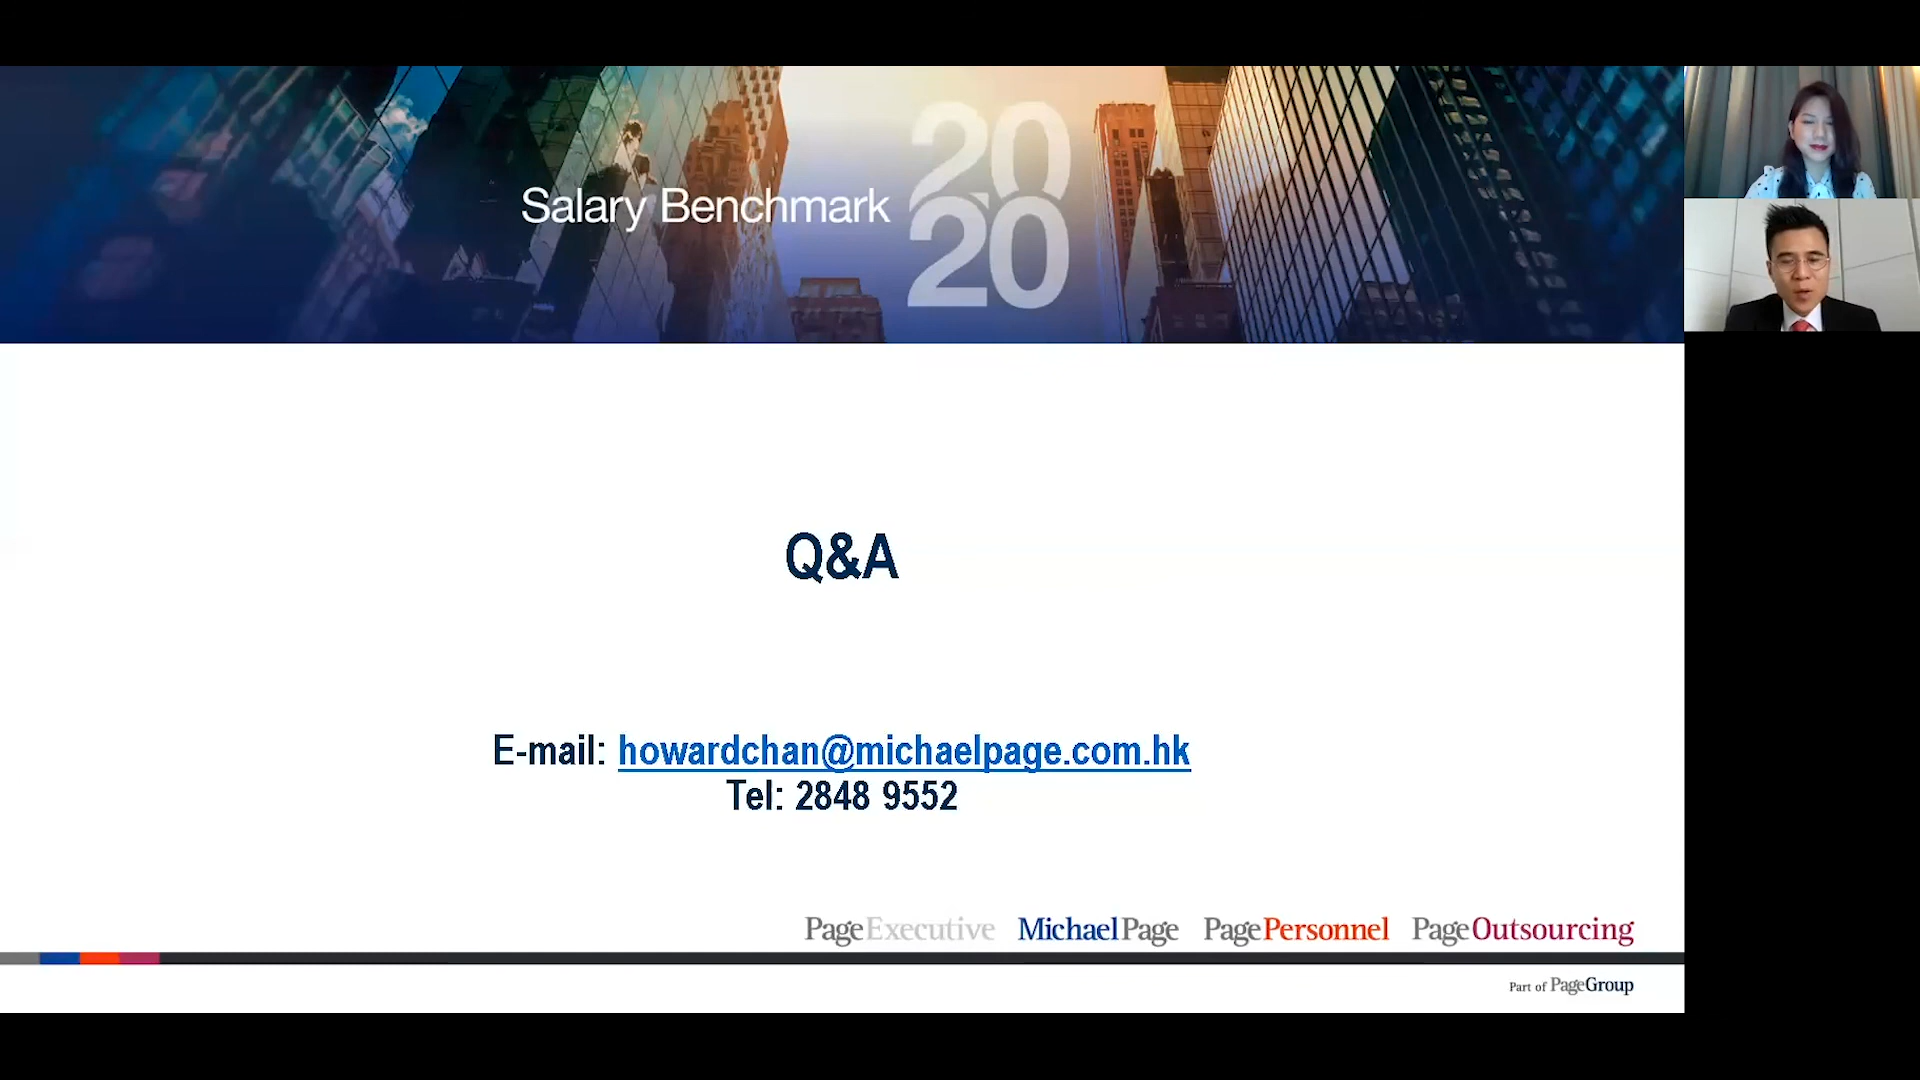 Salary Benchmark 20
20
Q&A
E-mail: howardchan@michaelpage.com.hk
Tel: 2848 9552
PageExecutive MichaelPage PagePersonnel PageOutsourcing
Part of PageGroup